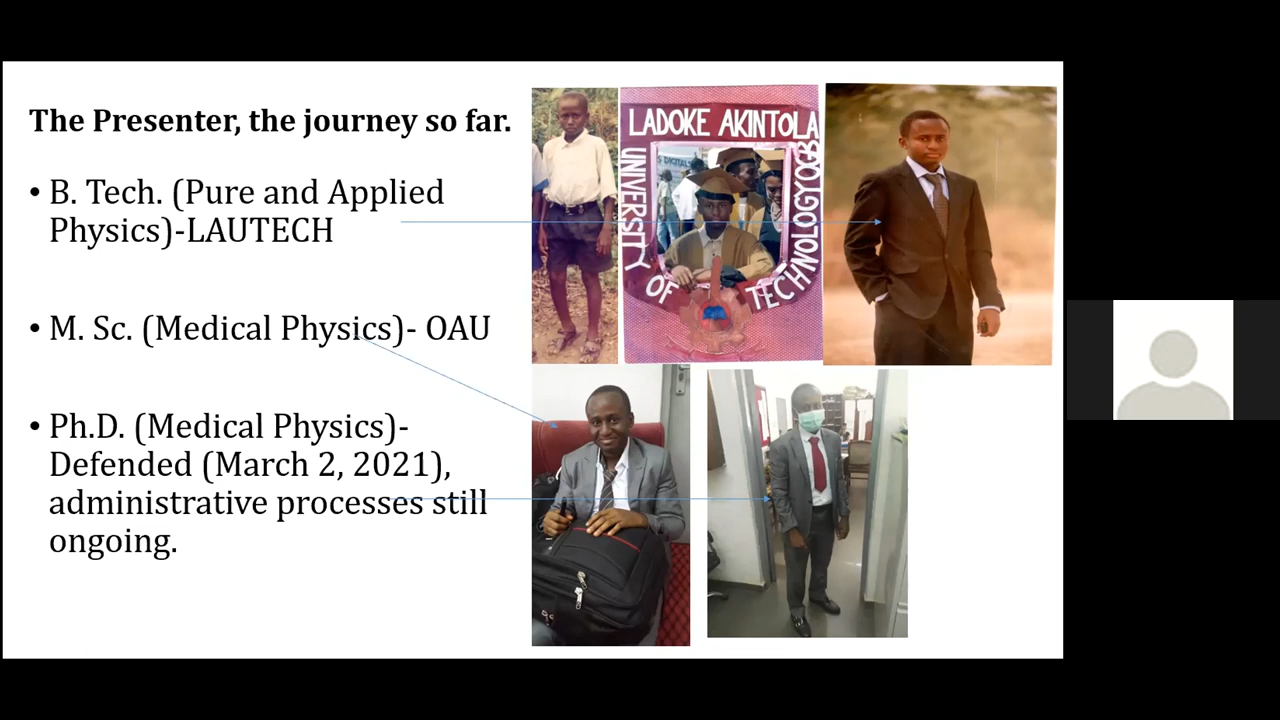 The Presenter, the journey so far.
• B. Tech. (Pure and Applied
Physics)-LAUTECH
• M. Sc. (Medical Physics)- OAU
• Ph.D. (Medical Physics)-
Defended (March 2, 2021),
administrative processes still
ongoing.
LADOKE AKINTOLA
UNIVERSITY
OF
TECHNOLOGY